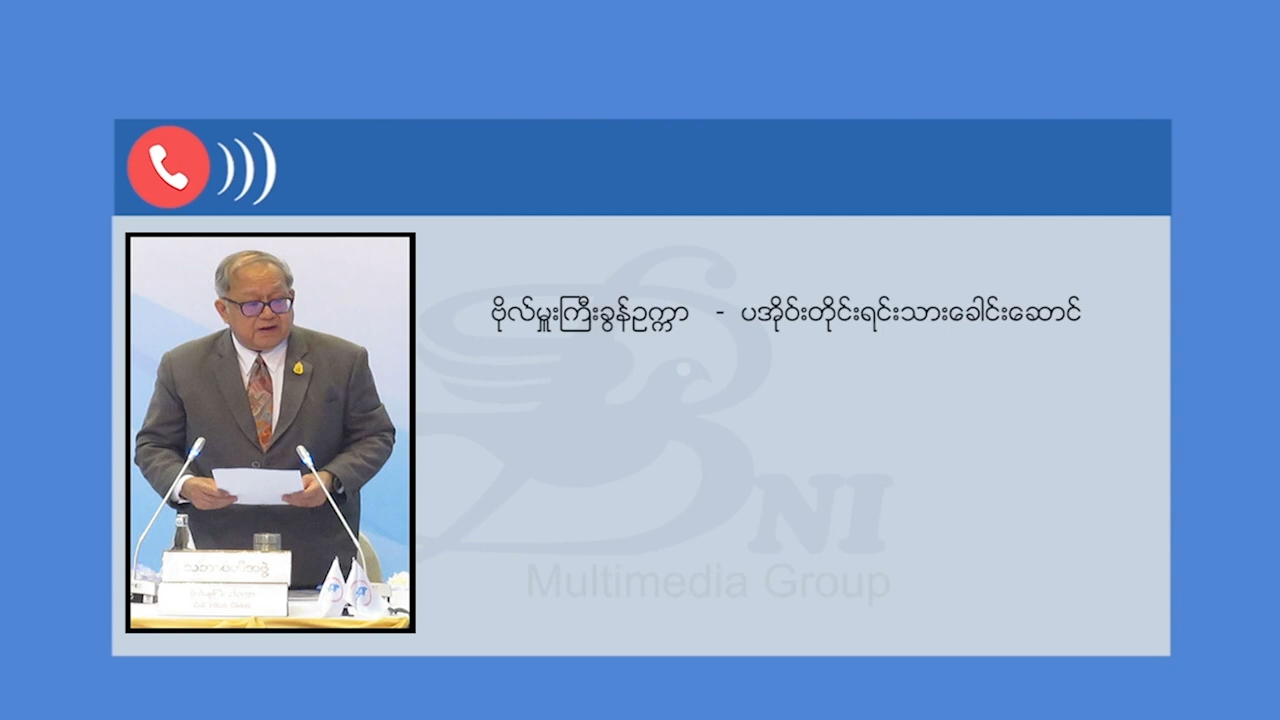 ဗိုလ်မှူးကြီးခွန်ဥက္ကာ - ပအိုဝ်းတိုင်းရင်းသားခေါင်းဆောင်
BNI
Multimedia Group